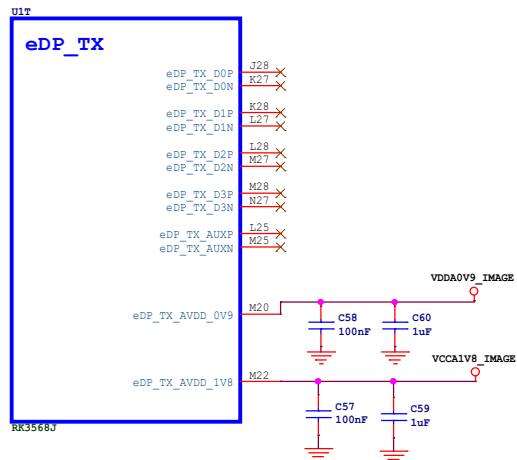 U1T
eDP_TX
eDP_TX_D0P J28
eDP_TX_D0N K27
eDP_TX_D1P K28
eDP_TX_D1N L27
eDP_TX_D2P L28
eDP_TX_D2N M27
eDP_TX_D3P M28
eDP_TX_D3N N27
eDP_TX_AUXP L25
eDP_TX_AUXN M25
VDDA0V9_IMAGE
eDP_TX_AVDD_0V9 M20
C58
100nF
C60
1uF
VCCA1V8_IMAGE
eDP_TX_AVDD_1V8 M22
C57
100nF
C59
1uF
RK3568J